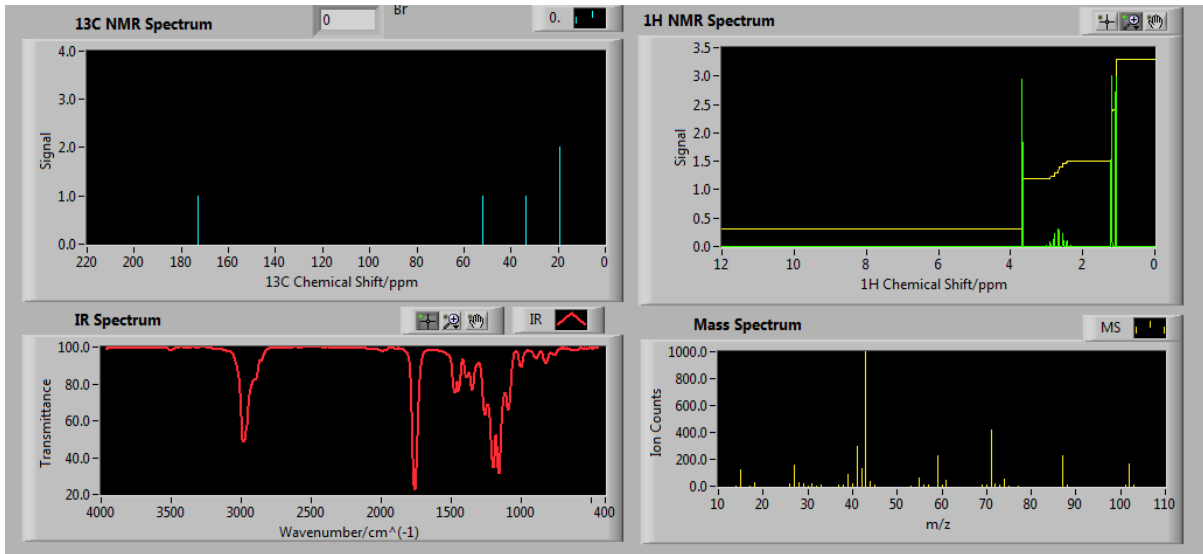 13C NMR Spectrum
0
Br
0.
4.0
3.0
2.0
1.0
0.0
Signal
220 200 180 160 140 120 100 80 60 40 20 0
13C Chemical Shift/ppm
1H NMR Spectrum
3.5
3.0
2.5
2.0
1.5
1.0
0.5
0.0
Signal
12 10 8 6 4 2 0
1H Chemical Shift/ppm
IR Spectrum
IR
100.0
80.0
60.0
40.0
20.0
Transmittance
4000 3000 2000 1500 1000 400
Wavenumber/cm^(-1)
Mass Spectrum
MS
1000.0
800.0
600.0
400.0
200.0
0.0
Ion Counts
10 20 30 40 50 60 70 80 90 100 110
m/z